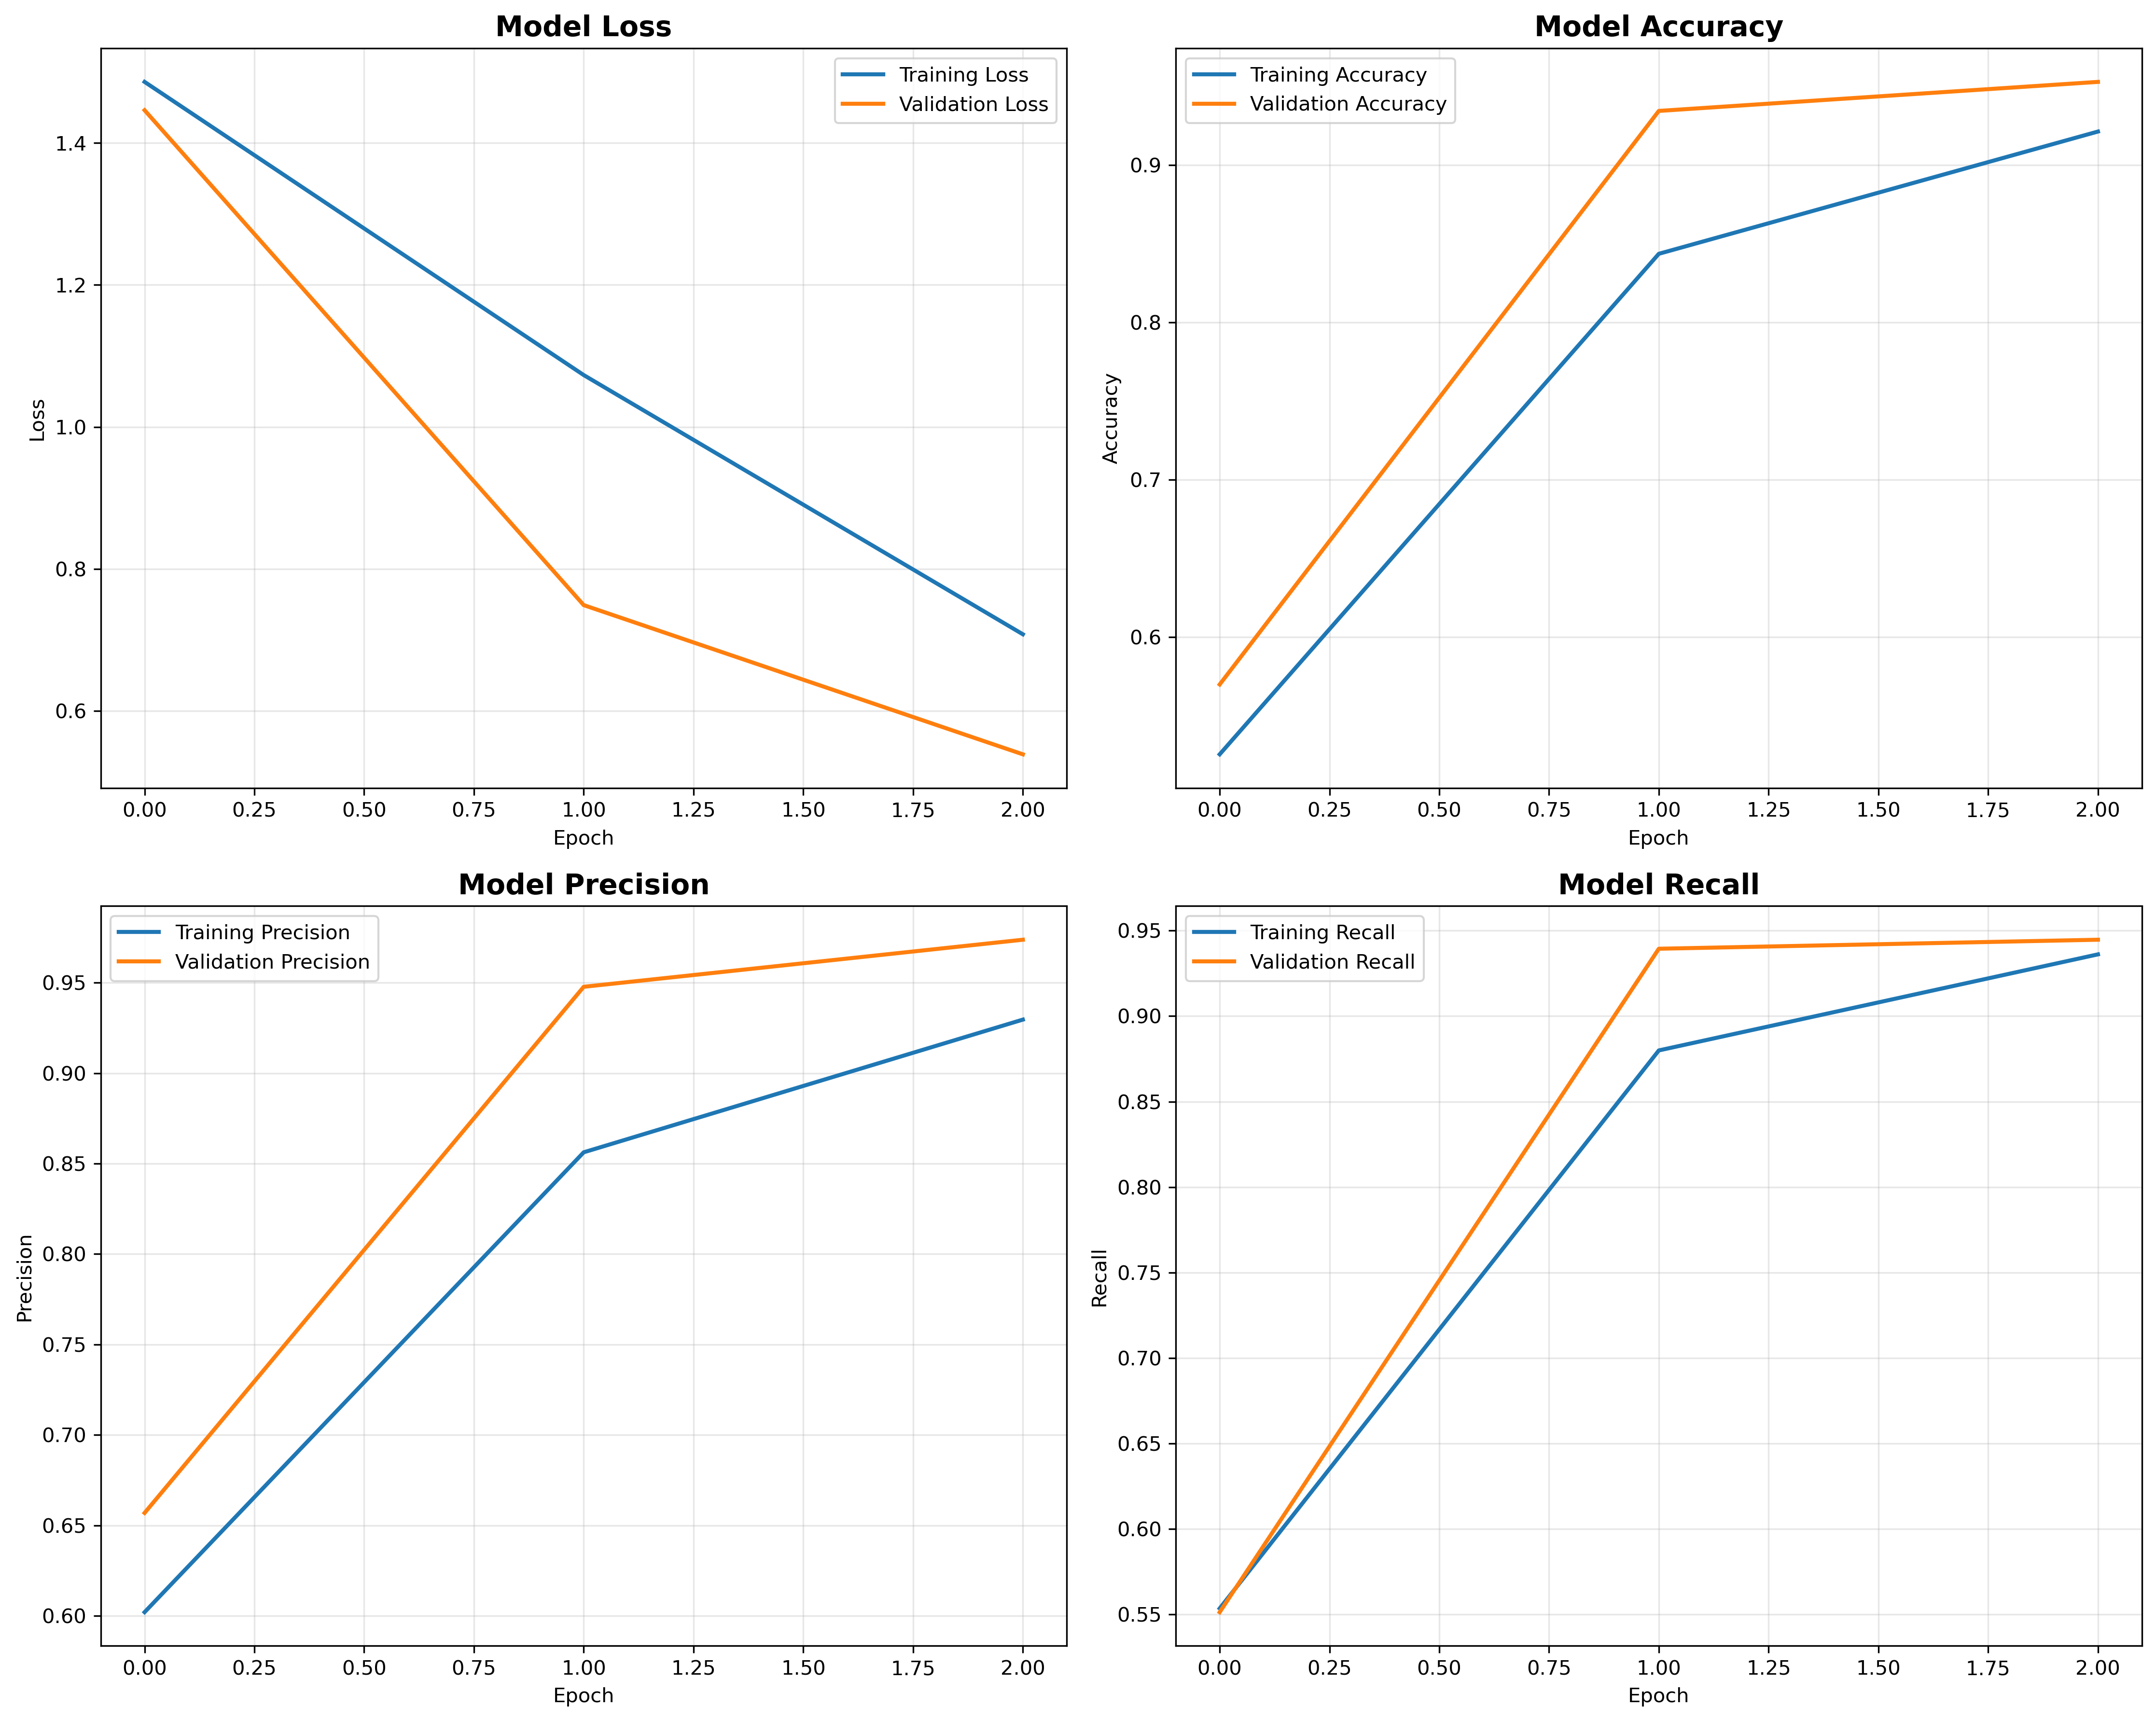 Model Loss
Training Loss
Validation Loss
1.4
1.2
1.0
0.8
0.6
Loss
0.00 0.25 0.50 0.75 1.00 1.25 1.50 1.75 2.00
Epoch
Model Accuracy
Training Accuracy
Validation Accuracy
0.9
0.8
0.7
0.6
Accuracy
0.00 0.25 0.50 0.75 1.00 1.25 1.50 1.75 2.00
Epoch
Model Precision
Training Precision
Validation Precision
0.95
0.90
0.85
0.80
0.75
0.70
0.65
0.60
Precision
0.00 0.25 0.50 0.75 1.00 1.25 1.50 1.75 2.00
Epoch
Model Recall
Training Recall
Validation Recall
0.95
0.90
0.85
0.80
0.75
0.70
0.65
0.60
0.55
Recall
0.00 0.25 0.50 0.75 1.00 1.25 1.50 1.75 2.00
Epoch